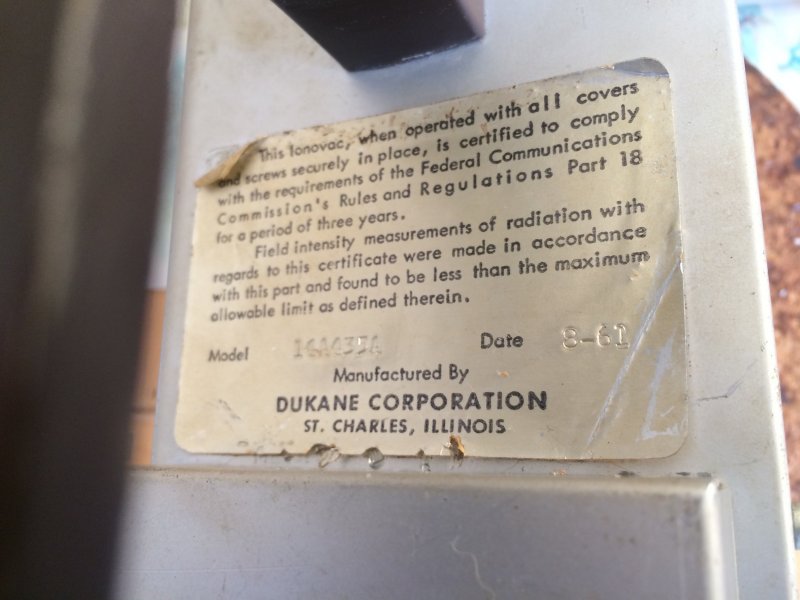 This Ionovac, when operated with all covers
and screws securely in place, is certified to comply
with the requirements of the Federal Communications
Commission's Rules and Regulations Part 18
for a period of three years.
Field intensity measurements of radiation with
regards to this certificate were made in accordance
with this part and found to be less than the maximum
allowable limit as defined therein.
Model Date 8-61
Manufactured By
DUKANE CORPORATION
ST. CHARLES, ILLINOIS